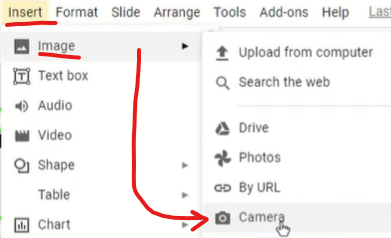 Insert Format Slide Arrange Tools Add-ons Help Last
Image
Text box
Audio
Video
Shape
Table
Chart
Upload from computer
Search the web
Drive
Photos
By URL
Camera